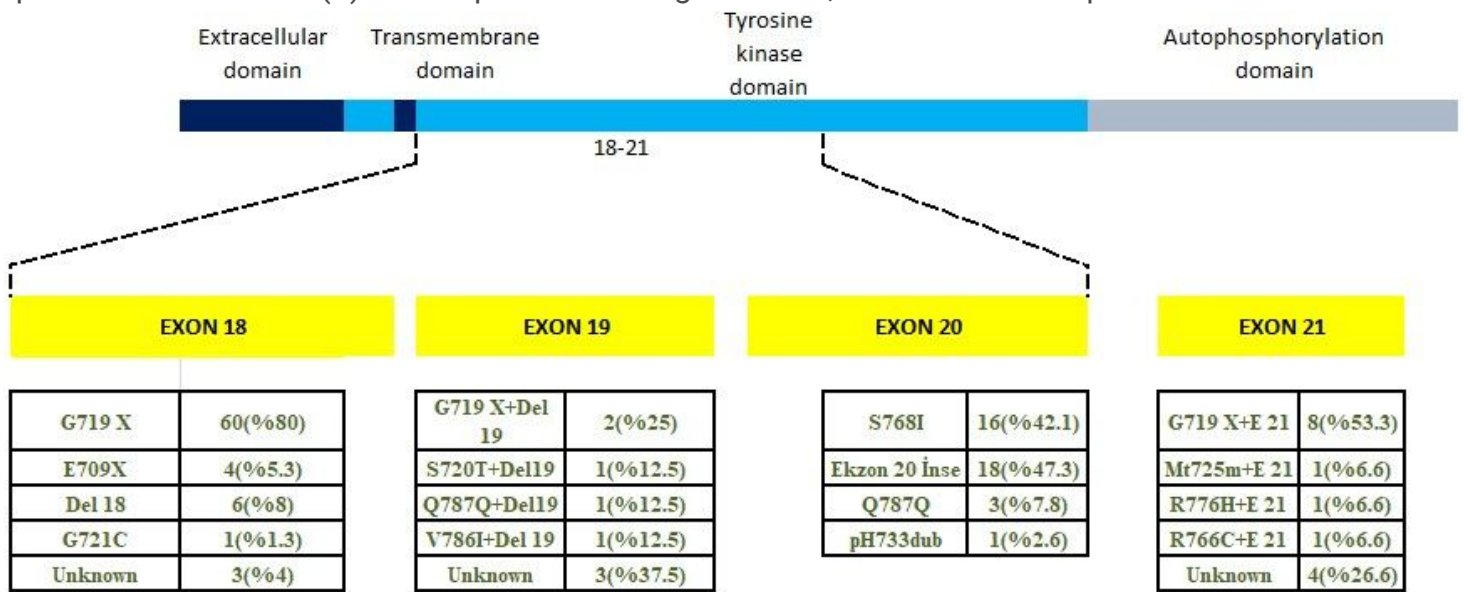 Extracellular
domain
Transmembrane
domain
Tyrosine
kinase
domain
Autophosphorylation
domain
18-21
EXON 18
EXON 19
EXON 20
EXON 21
G719 X 60(%80)
E709X 4(%5.3)
Del 18 6(%8)
G721C 1(%1.3)
Unknown 3(%4)
G719 X+Del
19 2(%25)
S720T+Del19 1(%12.5)
Q787Q+Del19 1(%12.5)
V786I+Del 19 1(%12.5)
Unknown 3(%37.5)
S768I 16(%42.1)
Ekzon 20 İnse 18(%47.3)
Q787Q 3(%7.8)
pH733dub 1(%2.6)
G719 X+E 21 8(%53.3)
Mt725m+E 21 1(%6.6)
R776H+E 21 1(%6.6)
R766C+E 21 1(%6.6)
Unknown 4(%26.6)